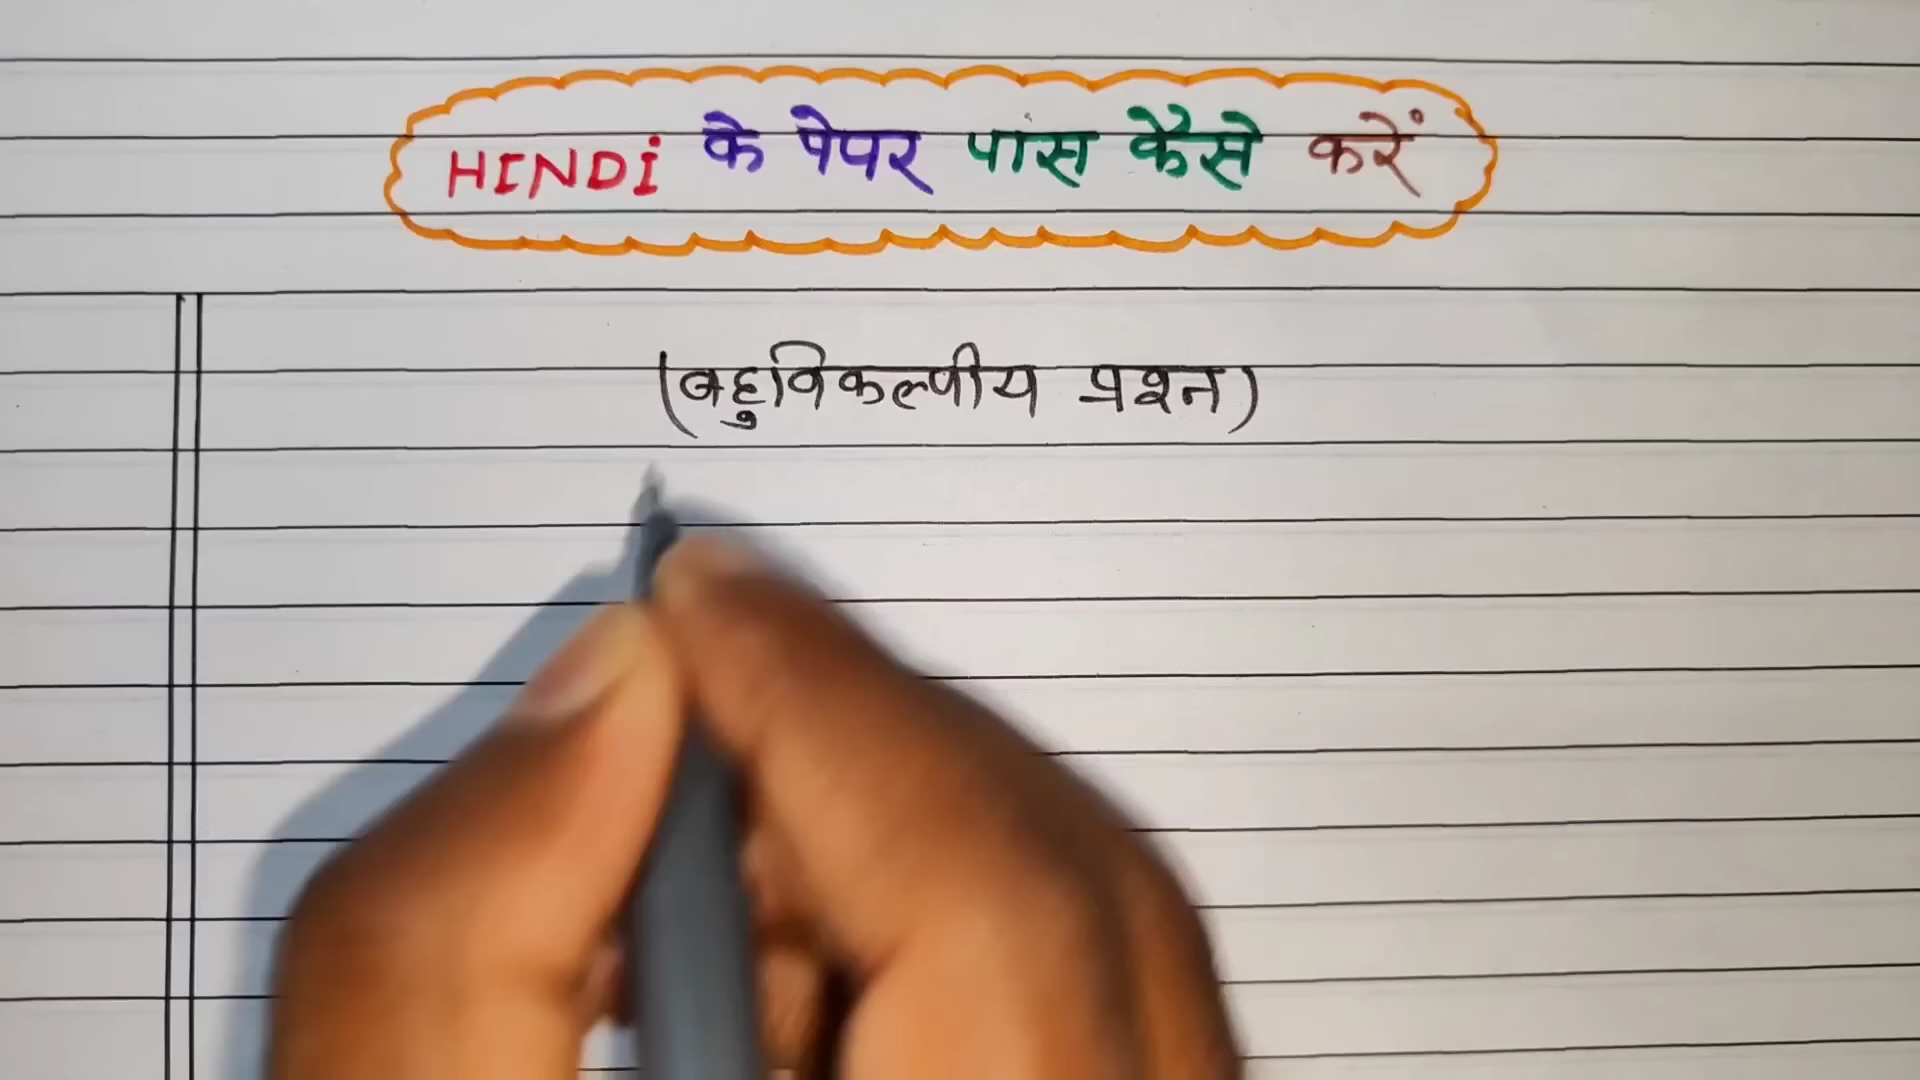 HINDi के पेपर पांस कैसे करें
(बहुविकल्पीय प्रश्न)